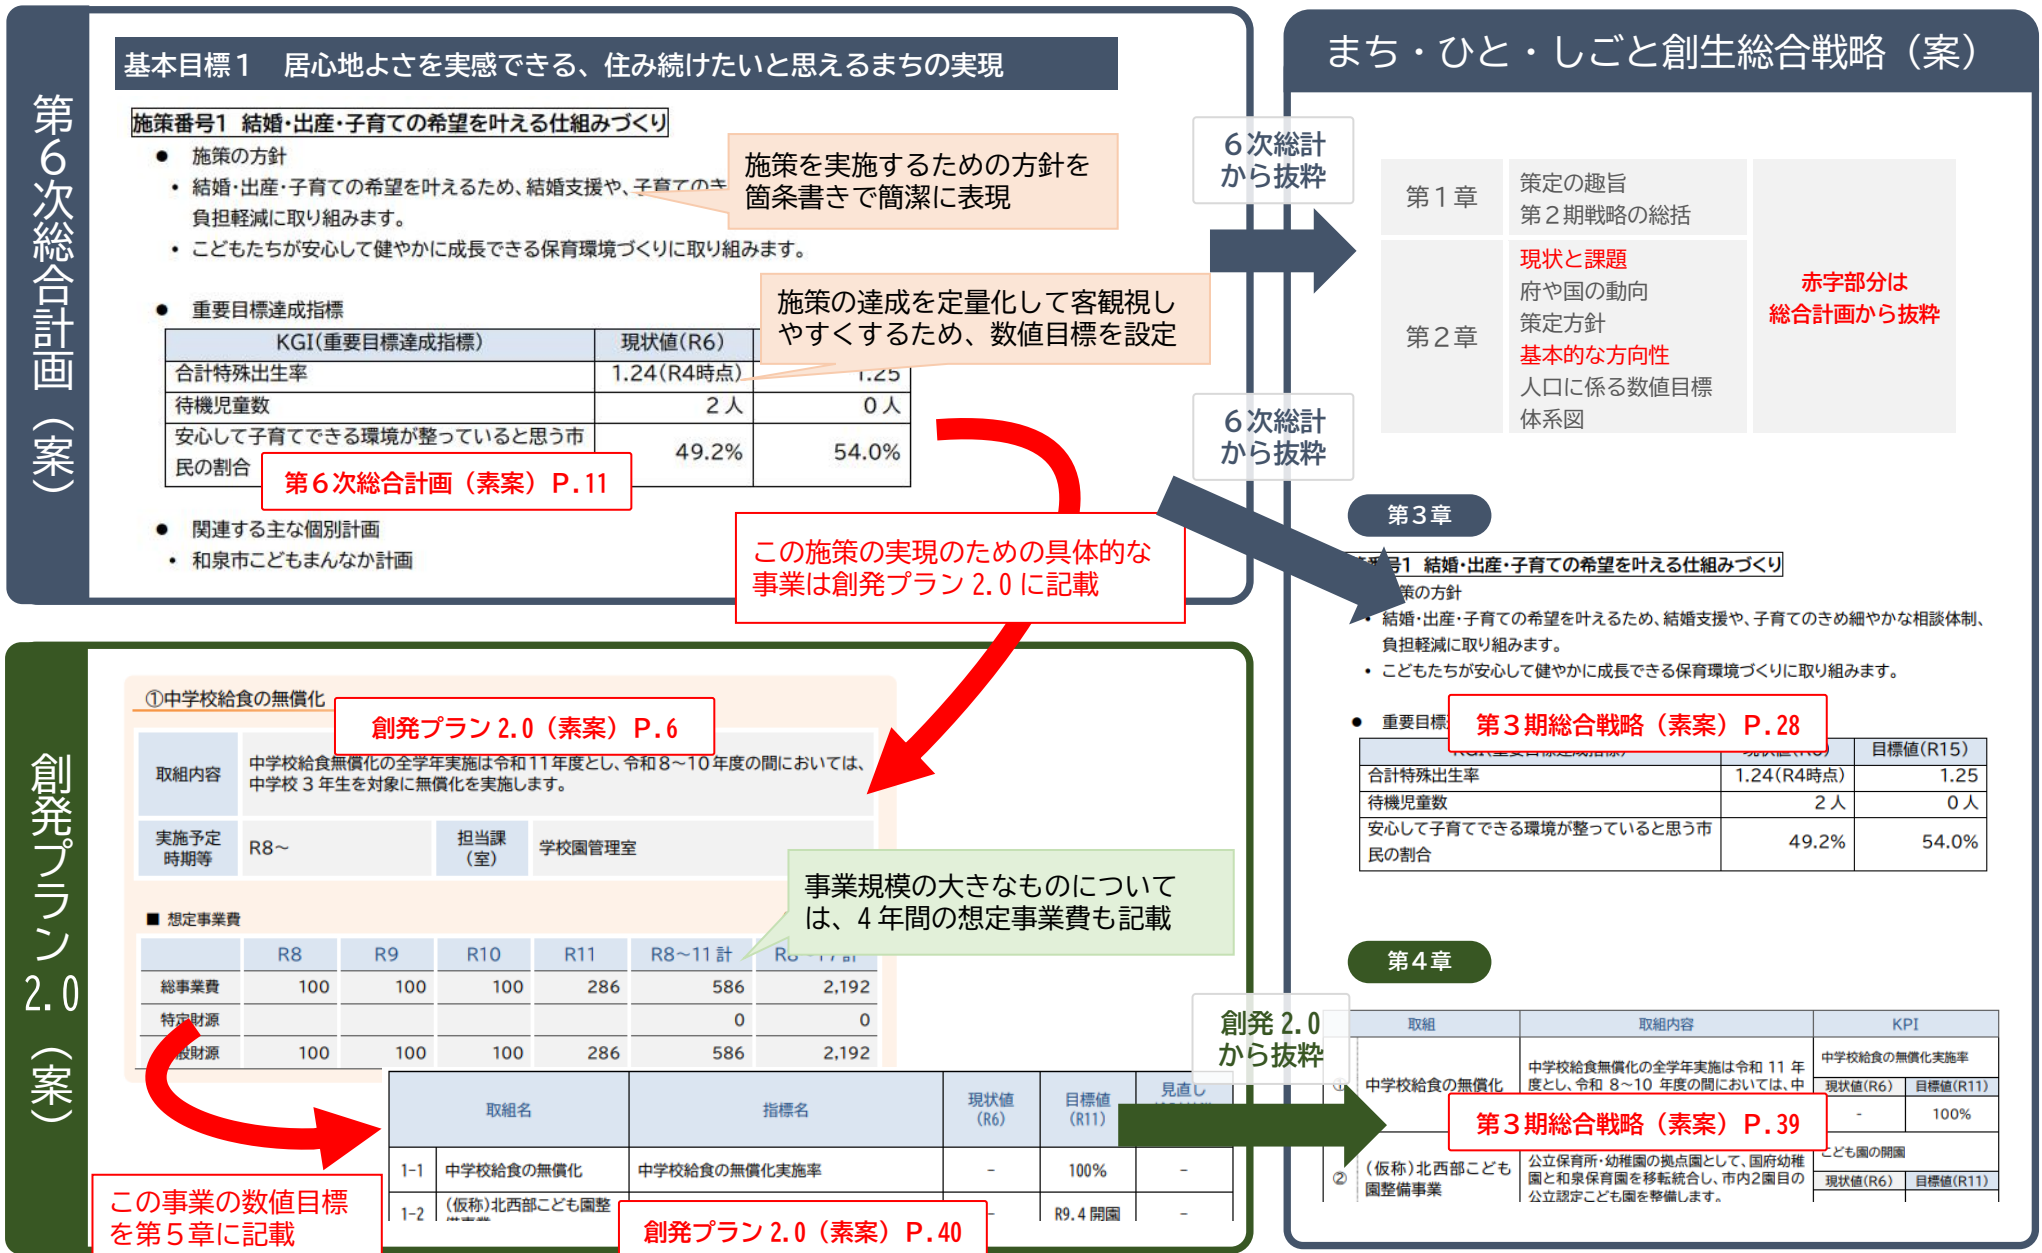 第６次総合計画（案）
基本目標１　居心地よさを実感できる、住み続けたいと思えるまちの実現
施策番号1 結婚・出産・子育ての希望を叶える仕組みづくり
● 施策の方針
・ 結婚・出産・子育ての希望を叶えるため、結婚支援や、子育てのき
負担軽減に取り組みます。
・ こどもたちが安心して健やかに成長できる保育環境づくりに取り組みます。
施策を実施するための方針を
箇条書きで簡潔に表現
● 重要目標達成指標
施策の達成を定量化して客観視し
やすくするため、数値目標を設定
KGI(重要目標達成指標) 現状値(R6)
合計特殊出生率 1.24(R4時点) 1.25
待機児童数 2人 0人
安心して子育てできる環境が整っていると思う市
民の割合 49.2% 54.0%
第６次総合計画（素案）P.11
● 関連する主な個別計画
・ 和泉市こどもまんなか計画
この施策の実現のための具体的な
事業は創発プラン2.0に記載
創発プラン2.0（案）
①中学校給食の無償化
創発プラン2.0（素案）P.6
取組内容
中学校給食無償化の全学年実施は令和11年度とし、令和8～10年度の間においては、
中学校3年生を対象に無償化を実施します。
実施予定
時期等
R8～
担当課
（室）
学校園管理室
事業規模の大きなものについて
は、4年間の想定事業費も記載
■ 想定事業費
R8 R9 R10 R11 R8～11計
総事業費 100 100 100 286 586 2,192
特定財源 0 0
般財源 100 100 100 286 586 2,192
取組名 指標名 現状値
（R6） 目標値
（R11） 見直し
1-1 中学校給食の無償化 中学校給食の無償化実施率 － 100% －
1-2 (仮称)北西部こども園整 － R9.4開園 －
創発プラン2.0（素案）P.40
この事業の数値目標
を第５章に記載
６次総計
から抜粋
６次総計
から抜粋
創発2.0
から抜粋
まち・ひと・しごと創生総合戦略（案）
第１章
策定の趣旨
第２期戦略の総括
第２章
現状と課題
府や国の動向
策定方針
基本的な方向性
人口に係る数値目標
体系図
赤字部分は
総合計画から抜粋
第３章
号1 結婚・出産・子育ての希望を叶える仕組みづくり
策の方針
・ 結婚・出産・子育ての希望を叶えるため、結婚支援や、子育てのきめ細やかな相談体制、
負担軽減に取り組みます。
・ こどもたちが安心して健やかに成長できる保育環境づくりに取り組みます。
● 重要目標
第３期総合戦略（素案）P.28
目標値(R15)
合計特殊出生率 1.24(R4時点) 1.25
待機児童数 2人 0人
安心して子育てできる環境が整っていると思う市
民の割合 49.2% 54.0%
第４章
取組 取組内容 KPI
中学校給食の無償化
中学校給食無償化の全学年実施は令和 11 年
度とし、令和 8～10 年度の間においては、中
中学校給食の無償化実施率
現状値(R6) 目標値(R11)
- 100%
第３期総合戦略（素案）P.39
② (仮称)北西部こども
園整備事業
公立保育所・幼稚園の拠点園として、国府幼稚
園と和泉保育園を移転統合し、市内2園目の
公立認定こども園を整備します。
こども園の開園
現状値(R6) 目標値(R11)